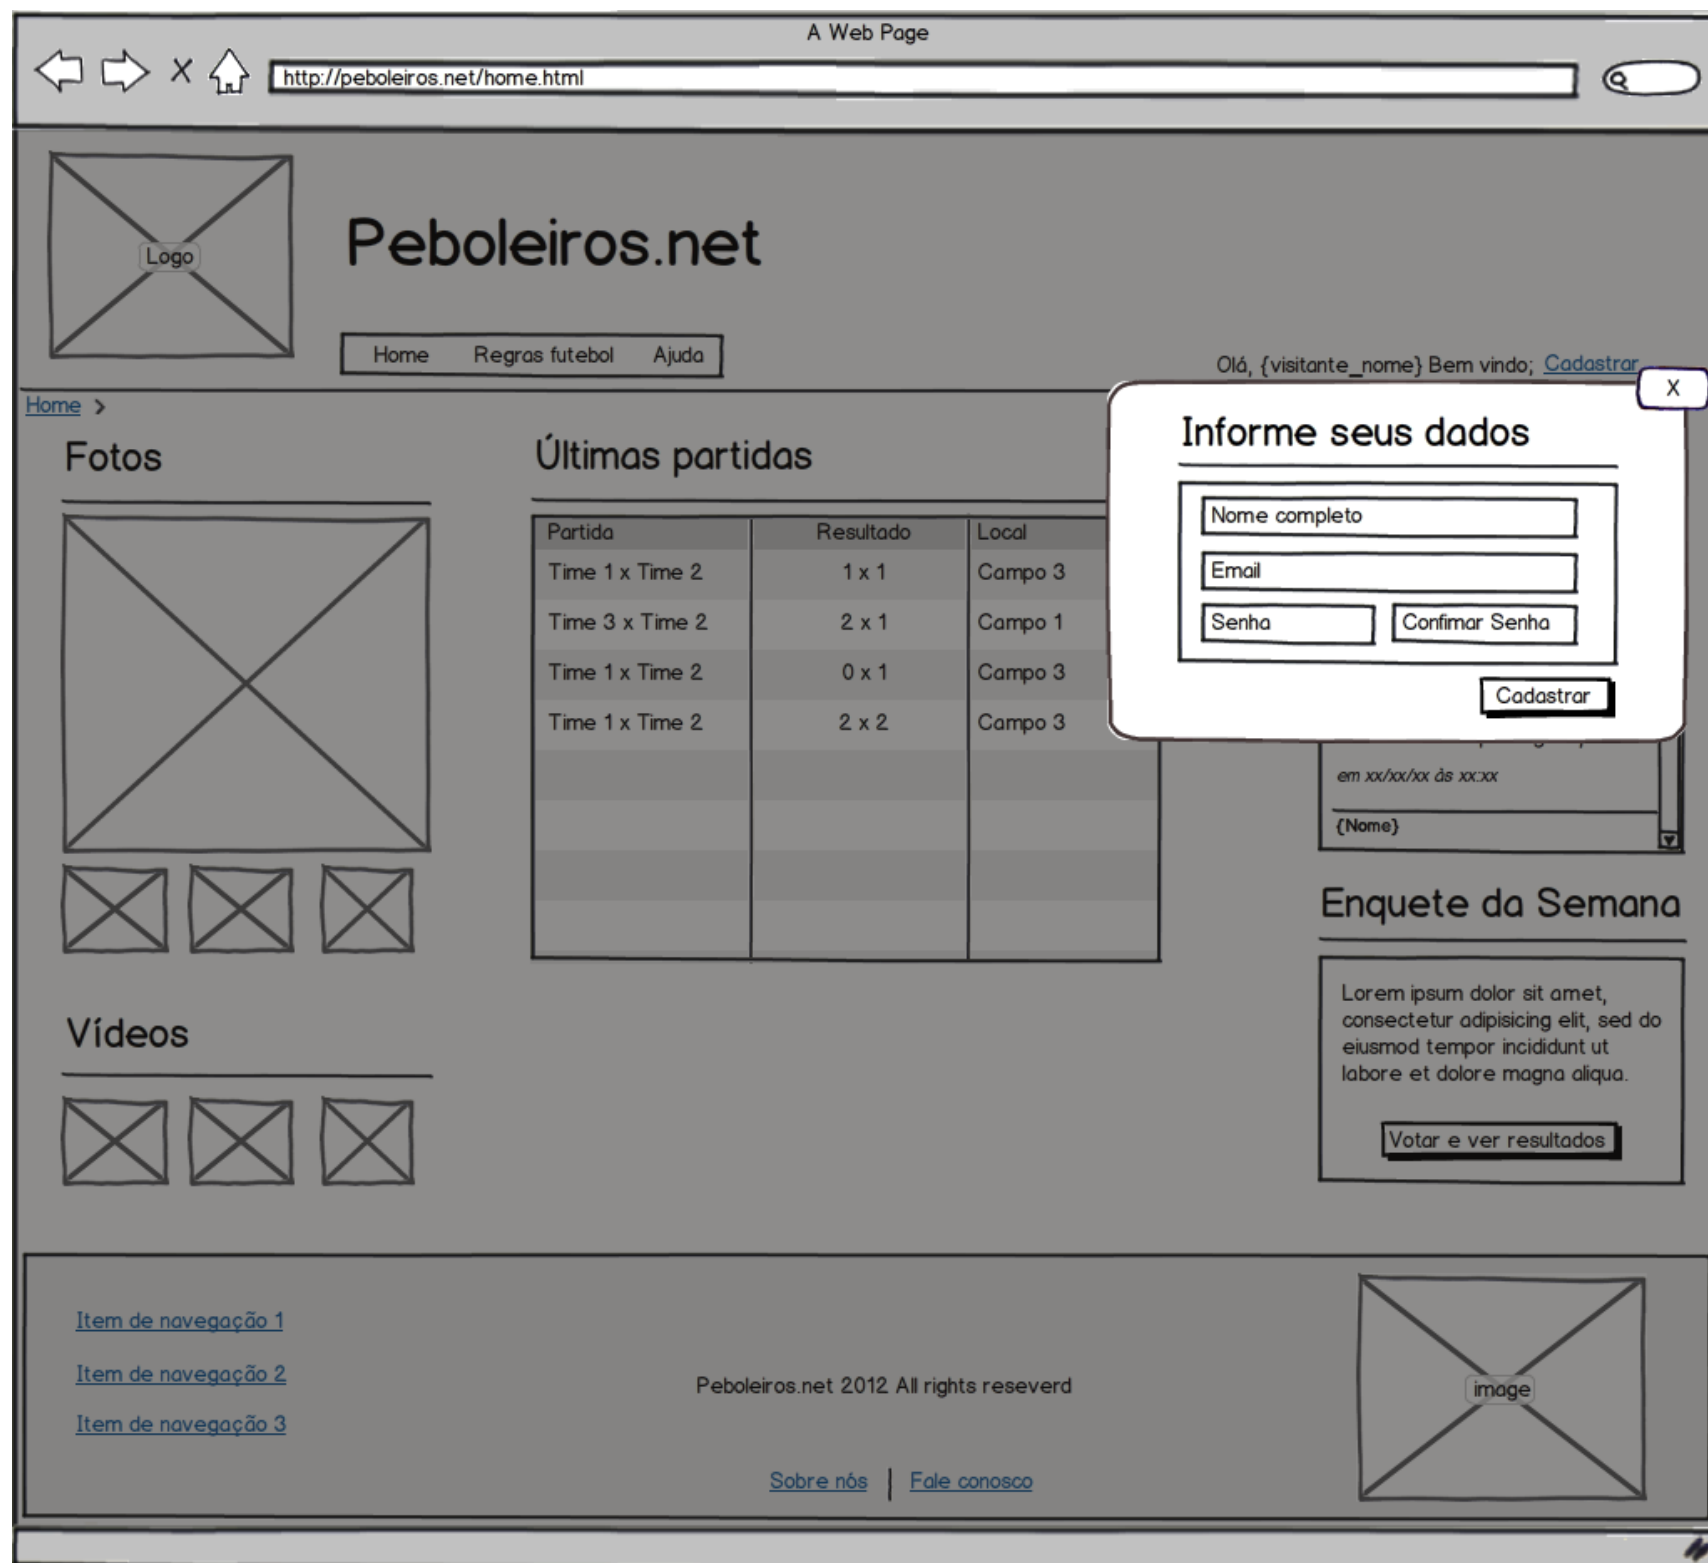 A Web Page
X
http://peboleiros.net/home.html
Logo
Peboleiros.net
Home Regras futebol Ajuda
Olá, {visitante_nome} Bem vindo; Cadastrar
X
Home >
Informe seus dados
Nome completo
Email
Senha Confimar Senha
Cadastrar
Fotos
Últimas partidas
Partida Resultado Local
Time 1 x Time 2 1 x 1 Campo 3
Time 3 x Time 2 2 x 1 Campo 1
Time 1 x Time 2 0 x 1 Campo 3
Time 1 x Time 2 2 x 2 Campo 3
em xx/xx/xx às xx:xx
{Nome}
Enquete da Semana
Lorem ipsum dolor sit amet,
consectetur adipisicing elit, sed do
eiusmod tempor incididunt ut
labore et dolore magna aliqua.
Votar e ver resultados
Vídeos
Item de navegação 1
Item de navegação 2
Item de navegação 3
Peboleiros.net 2012 All rights reseverd
Sobre nós | Fale conosco
image